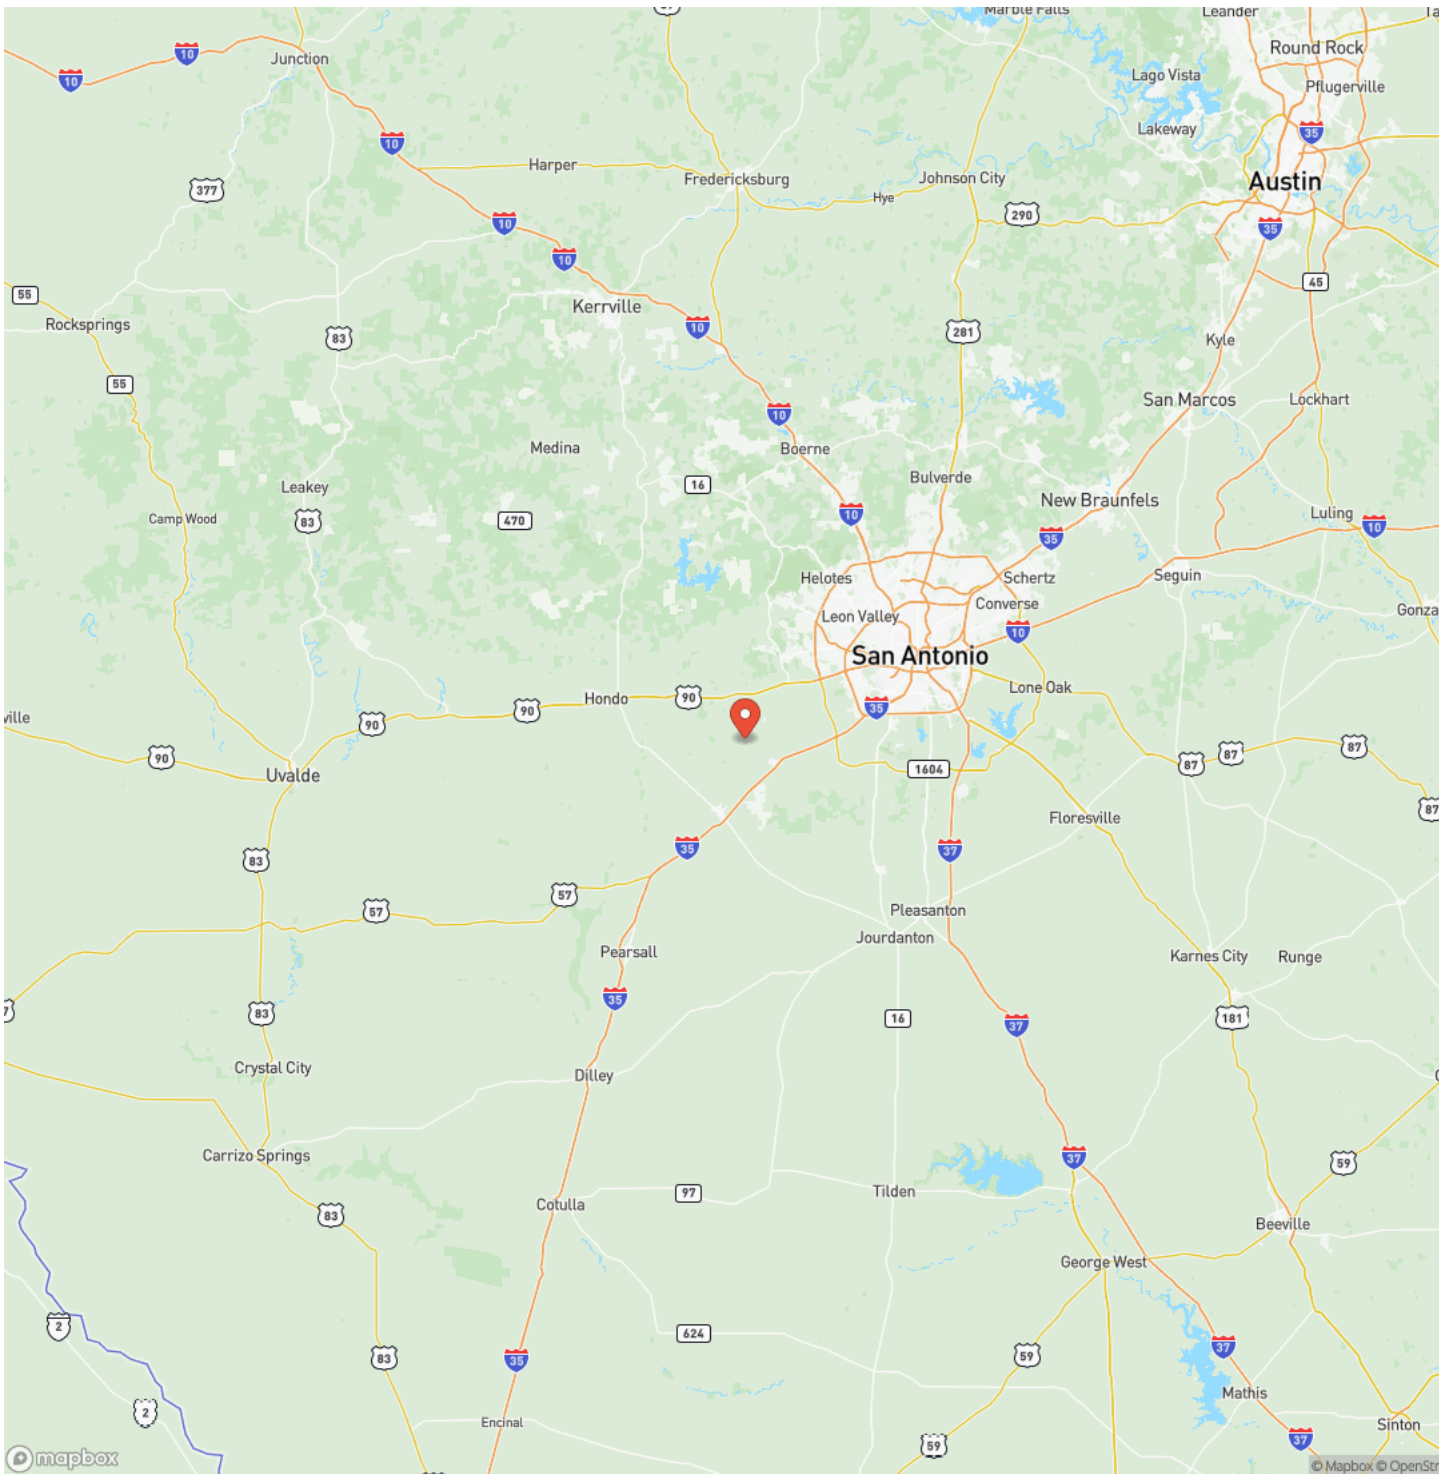 Marble Falls
Leander
10
Junction
Round Rock
10
Lago Vista
Pflugerville
10
Lakeway
35
Harper
Fredericksburg
Johnson City
Austin
377
Hye
290
10
35
10
55
45
Rocksprings
Kerrville
10
281
83
Kyle
55
San Marcos
Lockhart
10
Medina
Boerne
Bulverde
Leakey
16
New Braunfels
Camp Wood
83
470
10
Luling
10
35
Helotes
Schertz
Seguin
Converse
Gonza
Leon Valley
10
San Antonio
Lone Oak
Hondo
90
90
35
ville
90
87
87
90
87
Uvalde
1604
87
Floresville
83
35
37
57
57
Pleasanton
Jourdanton
Pearsall
Karnes City
Runge
35
83
16
37
181
Crystal City
Dilley
Carrizo Springs
37
59
97
Tilden
Cotulla
83
Beeville
George West
2
624
37
83
35
59
Mathis
2
Encinal
Sinton
37
59
mapbox
© Mapbox © OpenStr